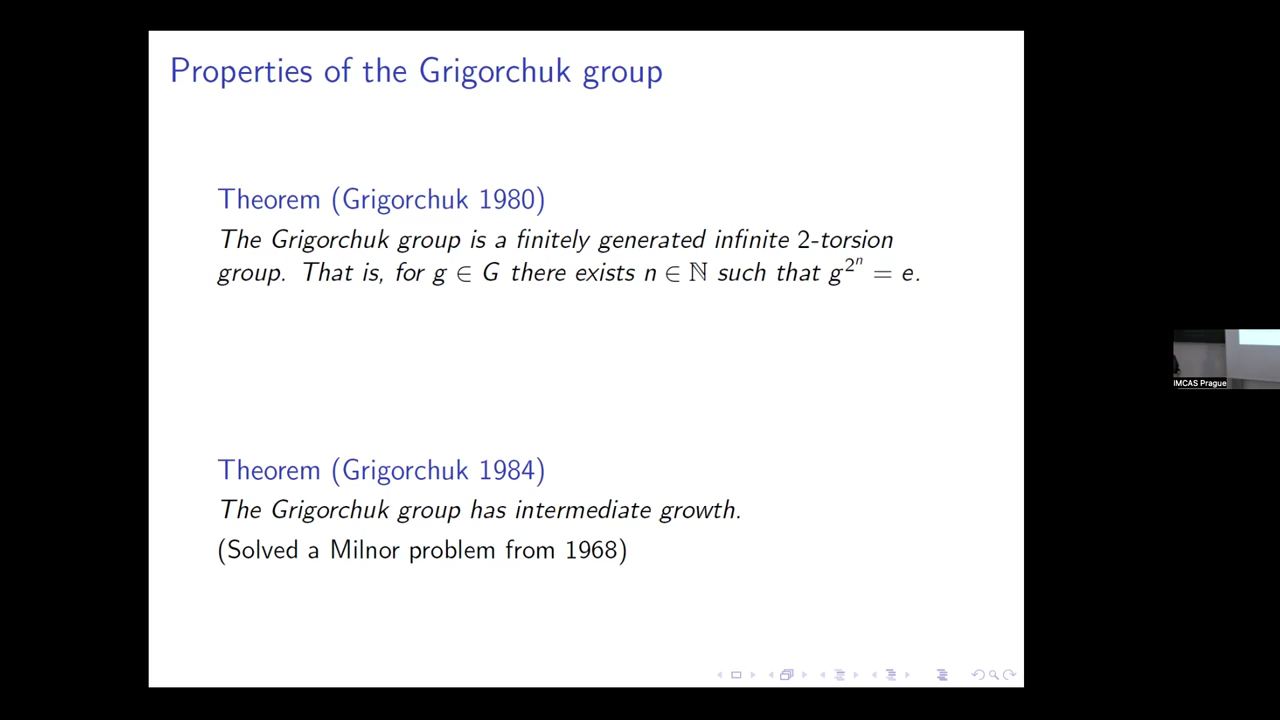 Properties of the Grigorchuk group
Theorem (Grigorchuk 1980)
The Grigorchuk group is a finitely generated infinite 2-torsion
group. That is, for g ∈ G there exists n ∈ ℕ such that g^{2^n} = e.
Theorem (Grigorchuk 1984)
The Grigorchuk group has intermediate growth.
(Solved a Milnor problem from 1968)
IMCAS Prague